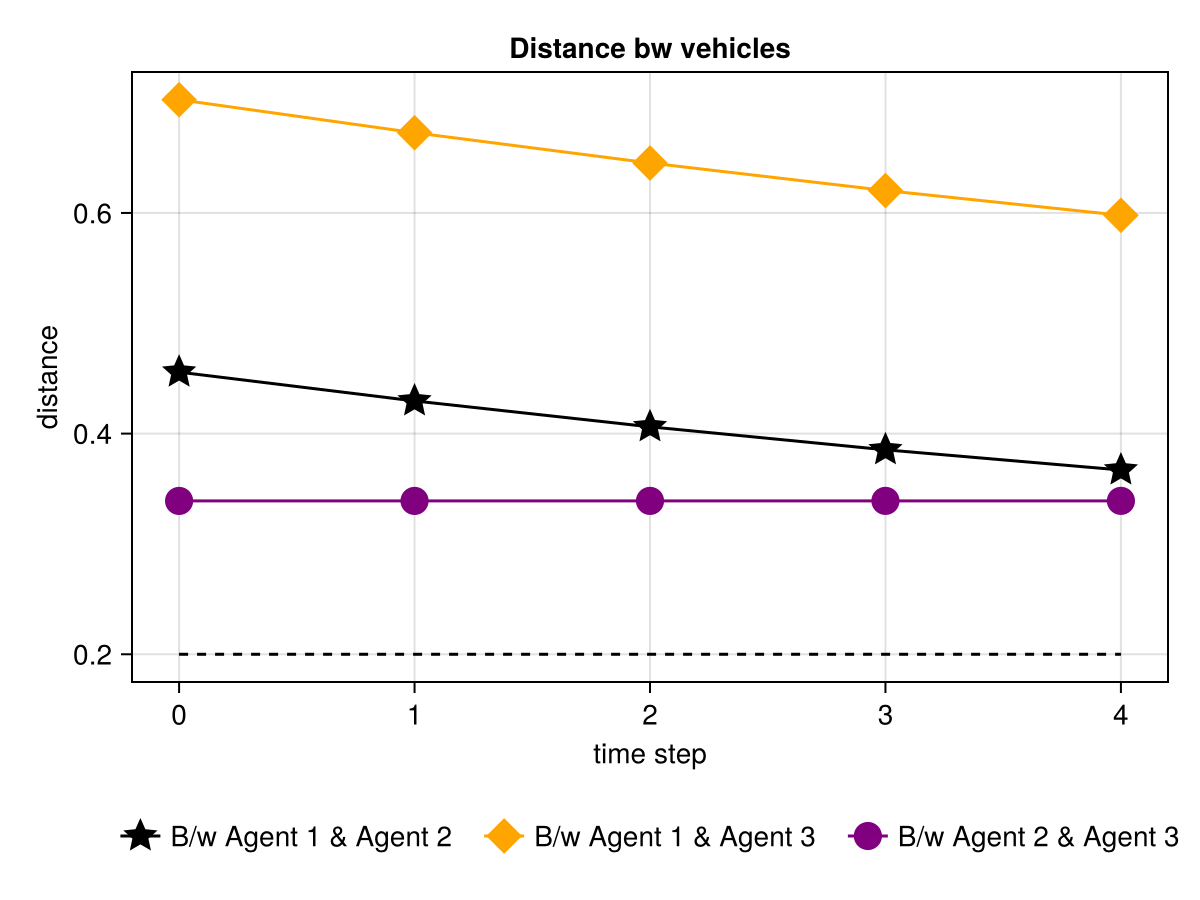 Distance bw vehicles
0.6
0.4
0.2
distance
0 1 2 3 4
time step
B/w Agent 1 & Agent 2 B/w Agent 1 & Agent 3 B/w Agent 2 & Agent 3